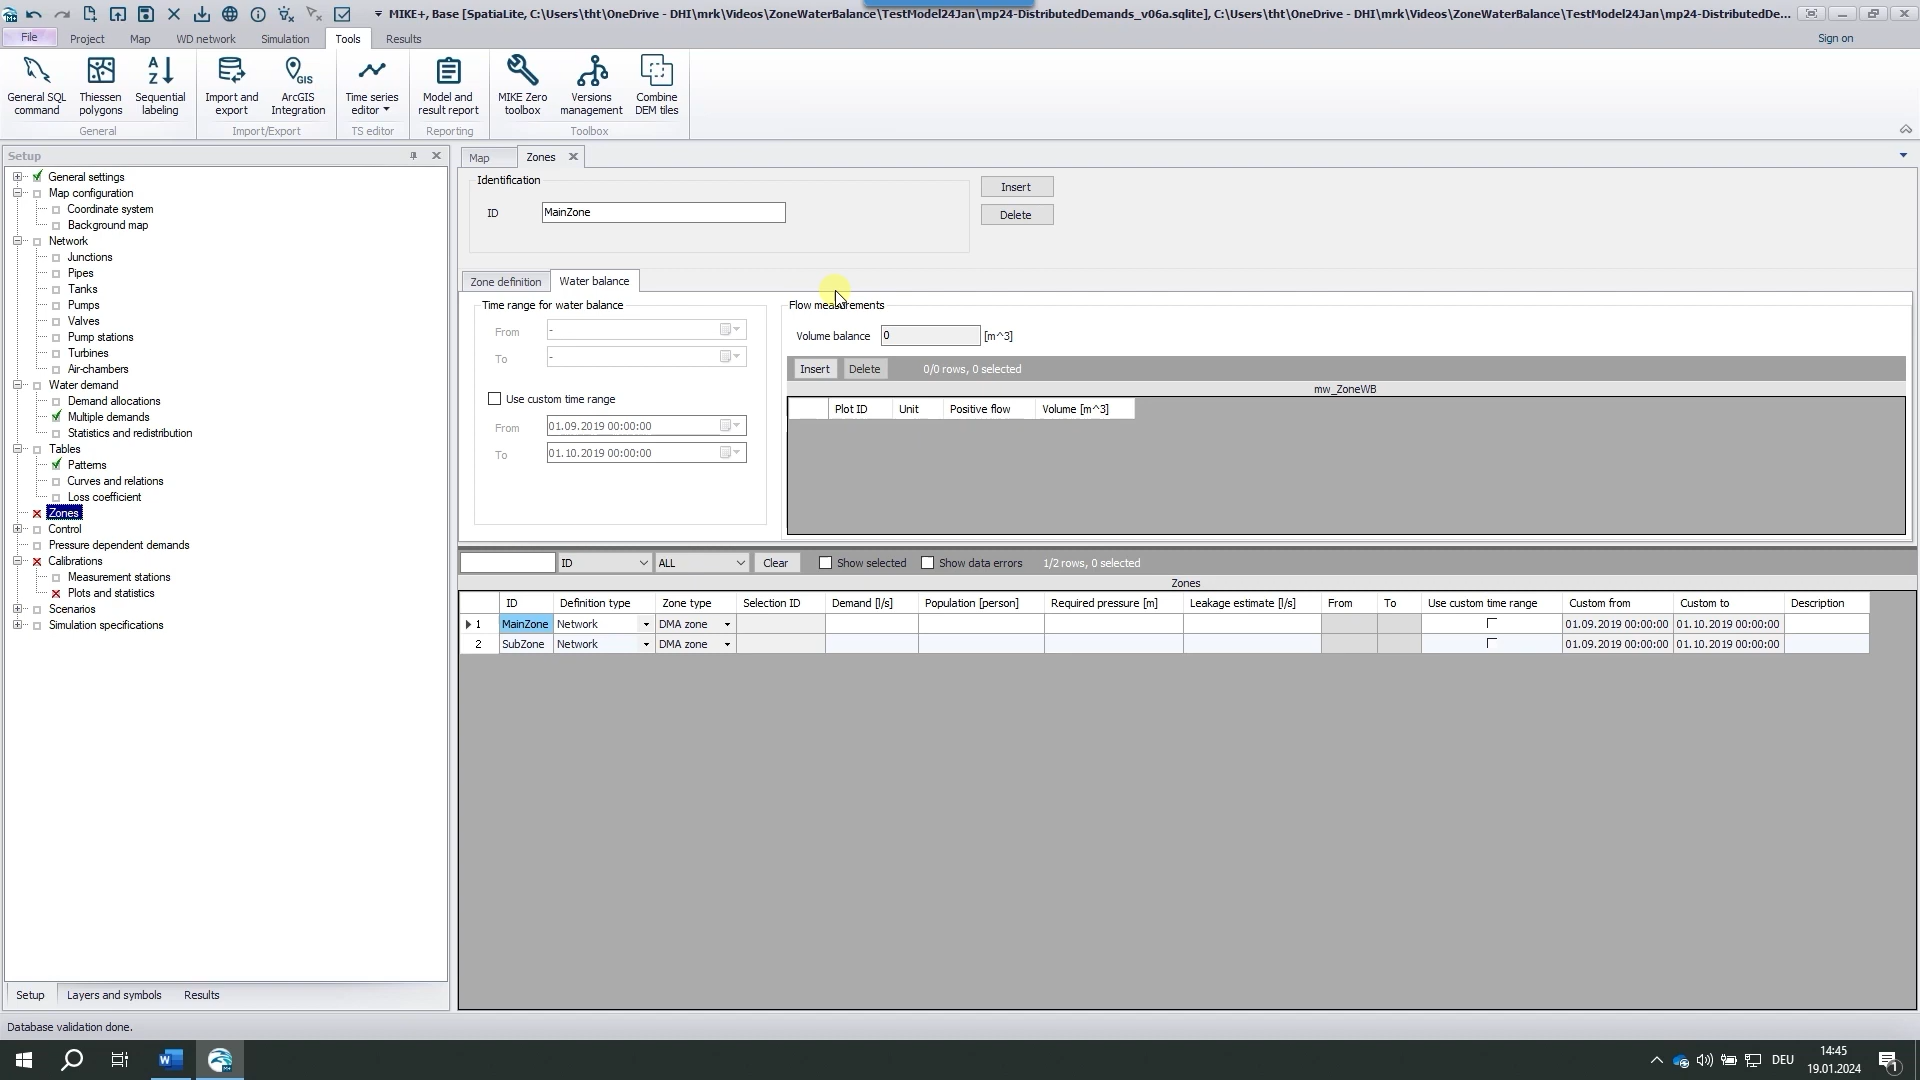 MIKE+, Base [SpatiaLite, C:\Users\tht\OneDrive - DHI\mrk\Videos\ZoneWaterBalance\TestModel24Jan\mp24-DistributedDemands_v06a.sqlite], C:\Users\tht\OneDrive - DHI\mrk\Videos\ZoneWaterBalance\TestModel24Jan\mp24-DistributedDe...
File Project Map WD network Simulation Tools Results Sign on
General SQL command
Thiessen polygons
Sequential labeling
Import and export
ArcGIS Integration
Time series editor
Model and result report
MIKE Zero toolbox
Versions management
Combine DEM tiles
General Import/Export TS editor Reporting Toolbox
Setup
General settings
Map configuration
Coordinate system
Background map
Network
Junctions
Pipes
Tanks
Pumps
Valves
Pump stations
Turbines
Air-chambers
Water demand
Demand allocations
Multiple demands
Statistics and redistribution
Tables
Patterns
Curves and relations
Loss coefficient
Zones
Control
Pressure dependent demands
Calibrations
Measurement stations
Plots and statistics
Scenarios
Simulation specifications
Setup Layers and symbols Results
Map Zones
Identification
ID MainZone
Insert
Delete
Zone definition Water balance
Time range for water balance
From -
To -
Use custom time range
From 01.09.2019 00:00:00
To 01.10.2019 00:00:00
Flow measurements
Volume balance 0 [m^3]
Insert Delete 0/0 rows, 0 selected
mw_ZoneWB
Plot ID Unit Positive flow Volume [m^3]
ID ALL Clear Show selected Show data errors 1/2 rows, 0 selected
Zones
ID Definition type Zone type Selection ID Demand [l/s] Population [person] Required pressure [m] Leakage estimate [l/s] From To Use custom time range Custom from Custom to Description
1 MainZone Network DMA zone 01.09.2019 00:00:00 01.10.2019 00:00:00
2 SubZone Network DMA zone 01.09.2019 00:00:00 01.10.2019 00:00:00
Database validation done.
DEU
14:45
19.01.2024
1